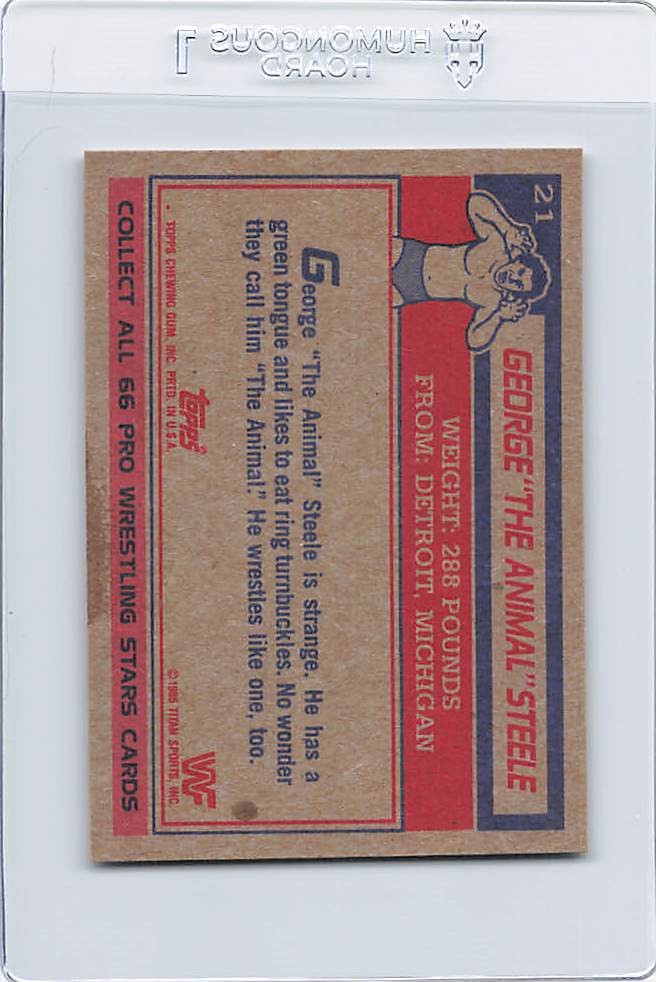 HUMONGOUS
HOARD
21
GEORGE "THE ANIMAL" STEELE
WEIGHT: 288 POUNDS
FROM: DETROIT, MICHIGAN
George "The Animal" Steele is strange. He has a
green tongue and likes to eat ring turnbuckles. No wonder
they call him "The Animal." He wrestles like one, too.
topps®
* TOPPS CHEWING GUM, INC. PRTD. IN U.S.A.
W
©1985 TITAN SPORTS, INC.
COLLECT ALL 66 PRO WRESTLING STARS CARDS